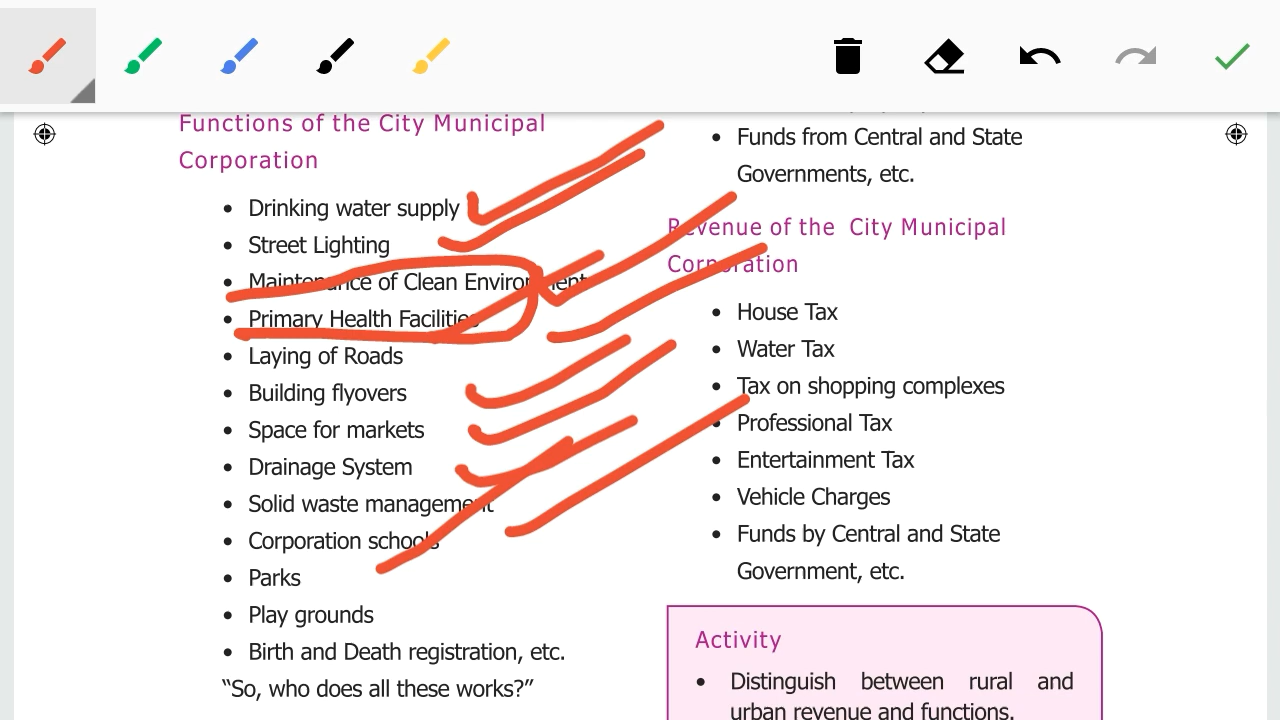 Functions of the City Municipal
Corporation
• Drinking water supply
• Street Lighting
• Maintenance of Clean Environment
• Primary Health Facilities
• Laying of Roads
• Building flyovers
• Space for markets
• Drainage System
• Solid waste management
• Corporation schools
• Parks
• Play grounds
• Birth and Death registration, etc.
“So, who does all these works?”
• Funds from Central and State
Governments, etc.
Revenue of the City Municipal
Corporation
• House Tax
• Water Tax
• Tax on shopping complexes
• Professional Tax
• Entertainment Tax
• Vehicle Charges
• Funds by Central and State
Government, etc.
Activity
• Distinguish between rural and
urban revenue and functions.